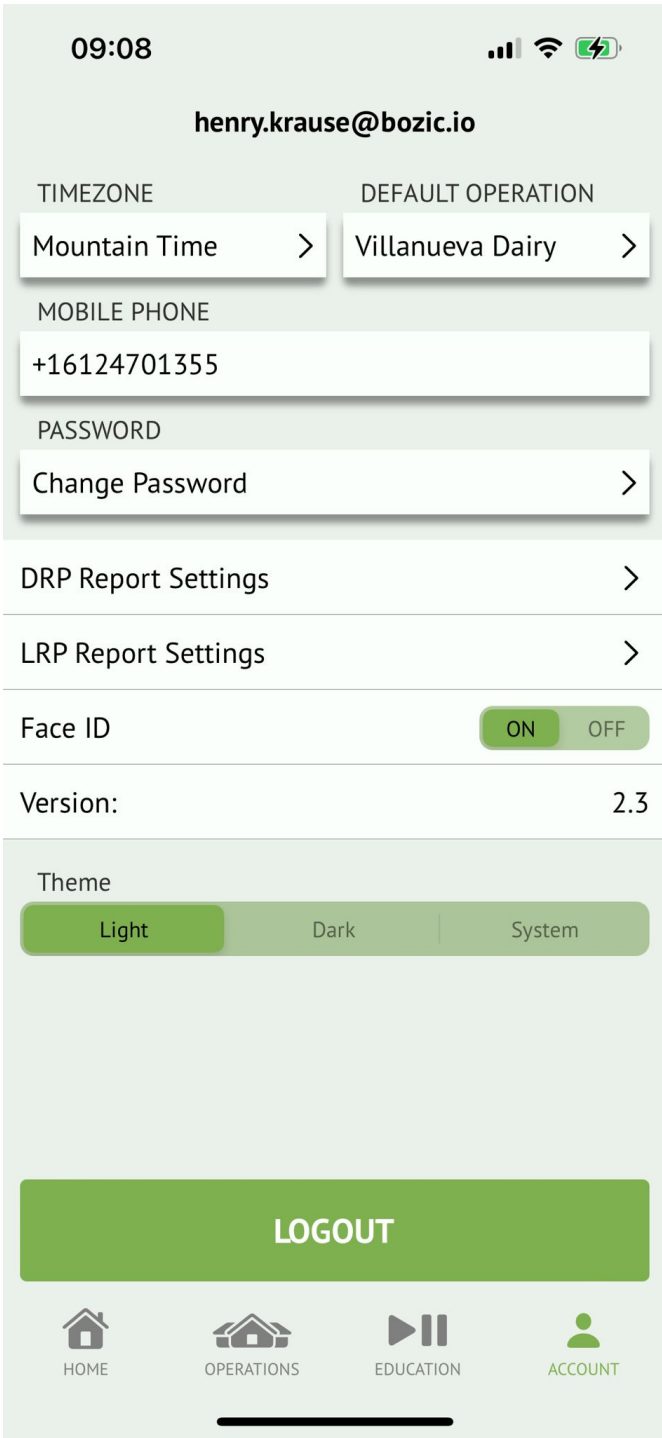 09:08
henry.krause@bozic.io
TIMEZONE DEFAULT OPERATION
Mountain Time Villanueva Dairy
MOBILE PHONE
+16124701355
PASSWORD
Change Password
DRP Report Settings
LRP Report Settings
Face ID ON OFF
Version: 2.3
Theme
Light Dark System
LOGOUT
HOME OPERATIONS EDUCATION ACCOUNT